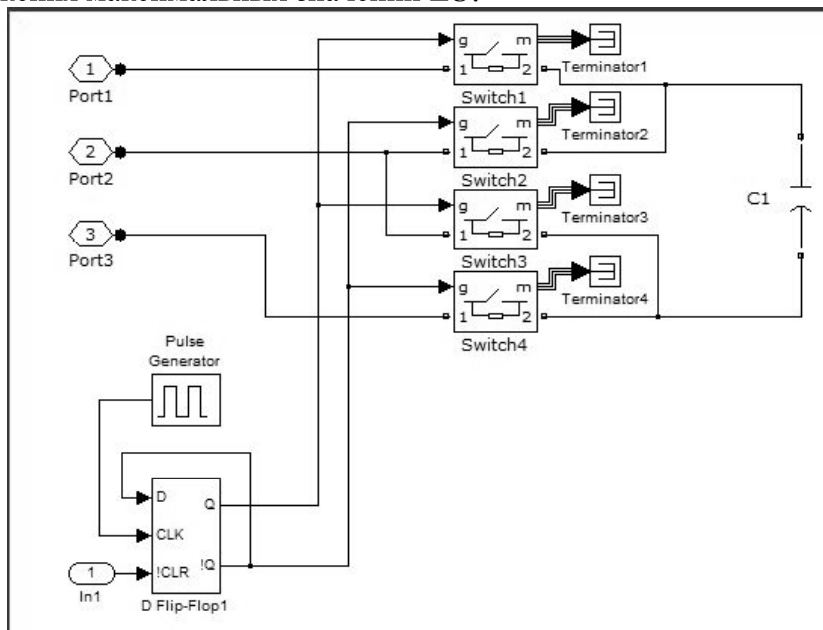 g
m
1
2
Terminator1
Switch1
1
Port1
g
m
1
2
Terminator2
Switch2
2
Port2
g
m
1
2
Terminator3
Switch3
C1
3
Port3
g
m
1
2
Terminator4
Switch4
Pulse
Generator
D
Q
CLK
!CLR
!Q
1
In1
D Flip-Flop1